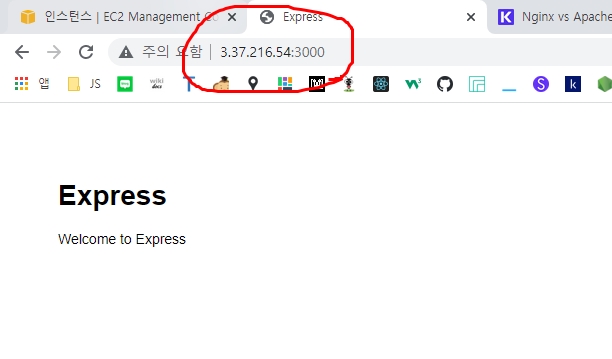 인스턴스 | EC2 Management Co
Express
Nginx vs Apache
주의 요함 | 3.37.216.54:3000
앱
JS
wiki docs
Express
Welcome to Express